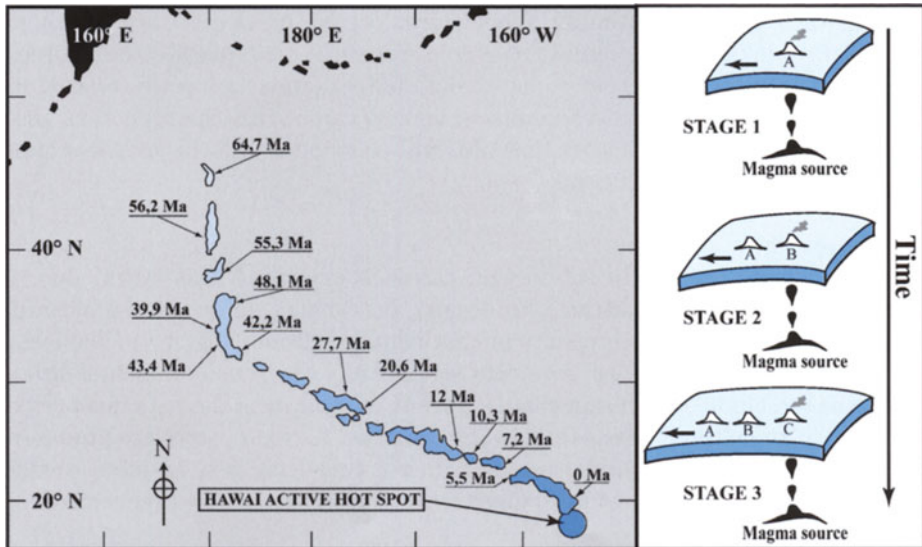 160° E
180° E
160° W
64,7 Ma
56,2 Ma
55,3 Ma
40° N
48,1 Ma
39,9 Ma
42,2 Ma
43,4 Ma
27,7 Ma
20,6 Ma
12 Ma
10,3 Ma
7,2 Ma
5,5 Ma
0 Ma
N
20° N
HAWAI ACTIVE HOT SPOT
A
STAGE 1
Magma source
A B
STAGE 2
Magma source
A B C
STAGE 3
Magma source
Time